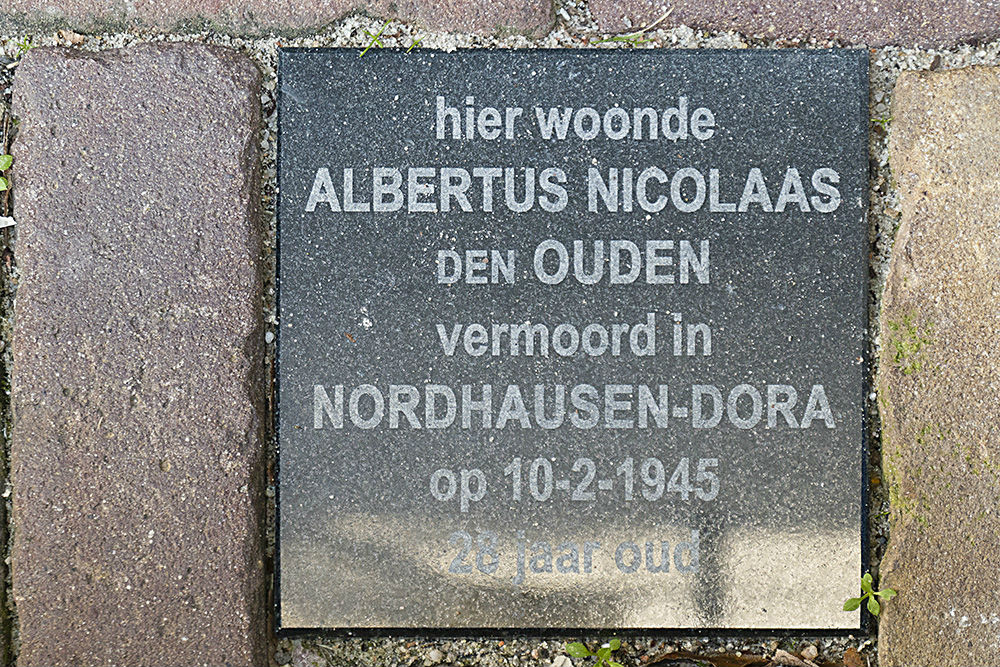 hier woonde
ALBERTUS NICOLAAS
DEN OUDEN
vermoord in
NORDHAUSEN-DORA
op 10-2-1945
28 jaar oud